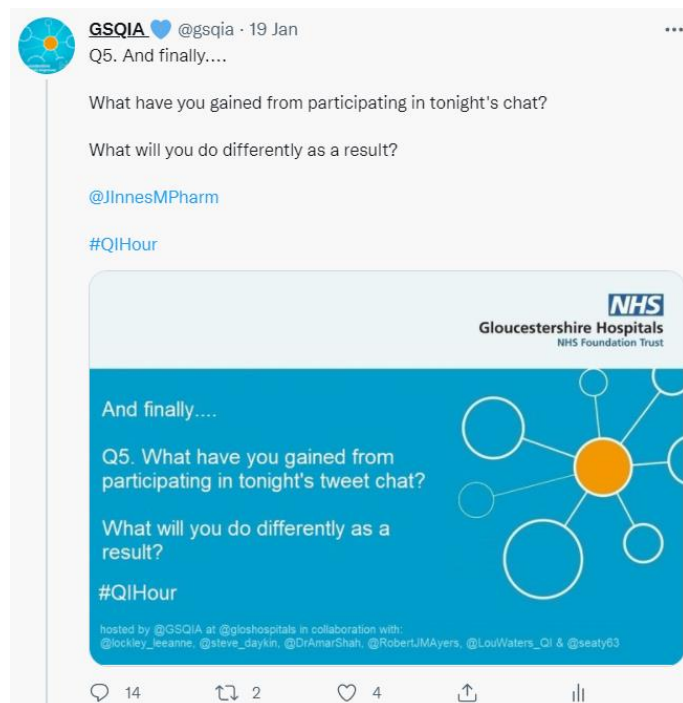 GSQIA 💙 @gsqia · 19 Jan
Q5. And finally....
What have you gained from participating in tonight's chat?
What will you do differently as a result?
@JInnesMPharm
#QIHour
NHS
Gloucestershire Hospitals
NHS Foundation Trust
And finally....
Q5. What have you gained from
participating in tonight's tweet chat?
What will you do differently as a
result?
#QIHour
hosted by @GSQIA at @gloshospitals in collaboration with:
@lockley_leeanne, @steve_daykin, @DrAmarShah, @RobertJMAyers, @LouWaters_QI & @seaty63
14 2 4